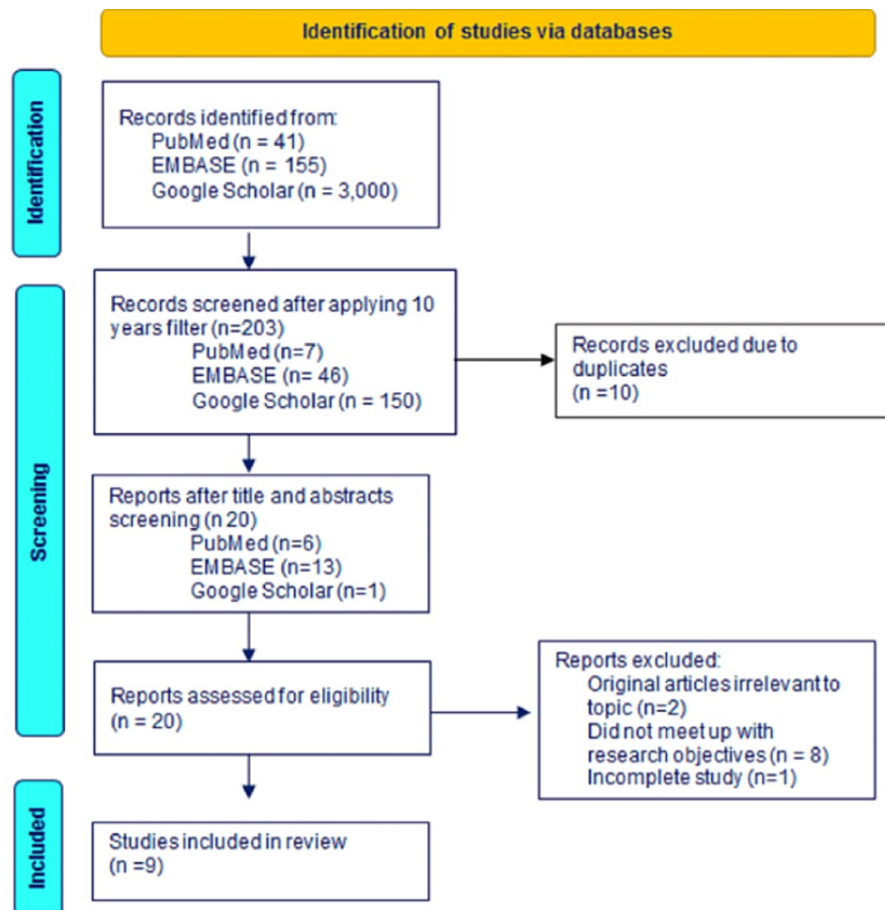 Identification of studies via databases
Identification
Records identified from:
PubMed (n = 41)
EMBASE (n = 155)
Google Scholar (n = 3,000)
Screening
Records screened after applying 10
years filter (n=203)
PubMed (n=7)
EMBASE (n= 46)
Google Scholar (n = 150)
Records excluded due to
duplicates
(n =10)
Reports after title and abstracts
screening (n 20)
PubMed (n=6)
EMBASE (n=13)
Google Scholar (n=1)
Reports assessed for eligibility
(n = 20)
Reports excluded:
Original articles irrelevant to
topic (n=2)
Did not meet up with
research objectives (n = 8)
Incomplete study (n=1)
Included
Studies included in review
(n =9)